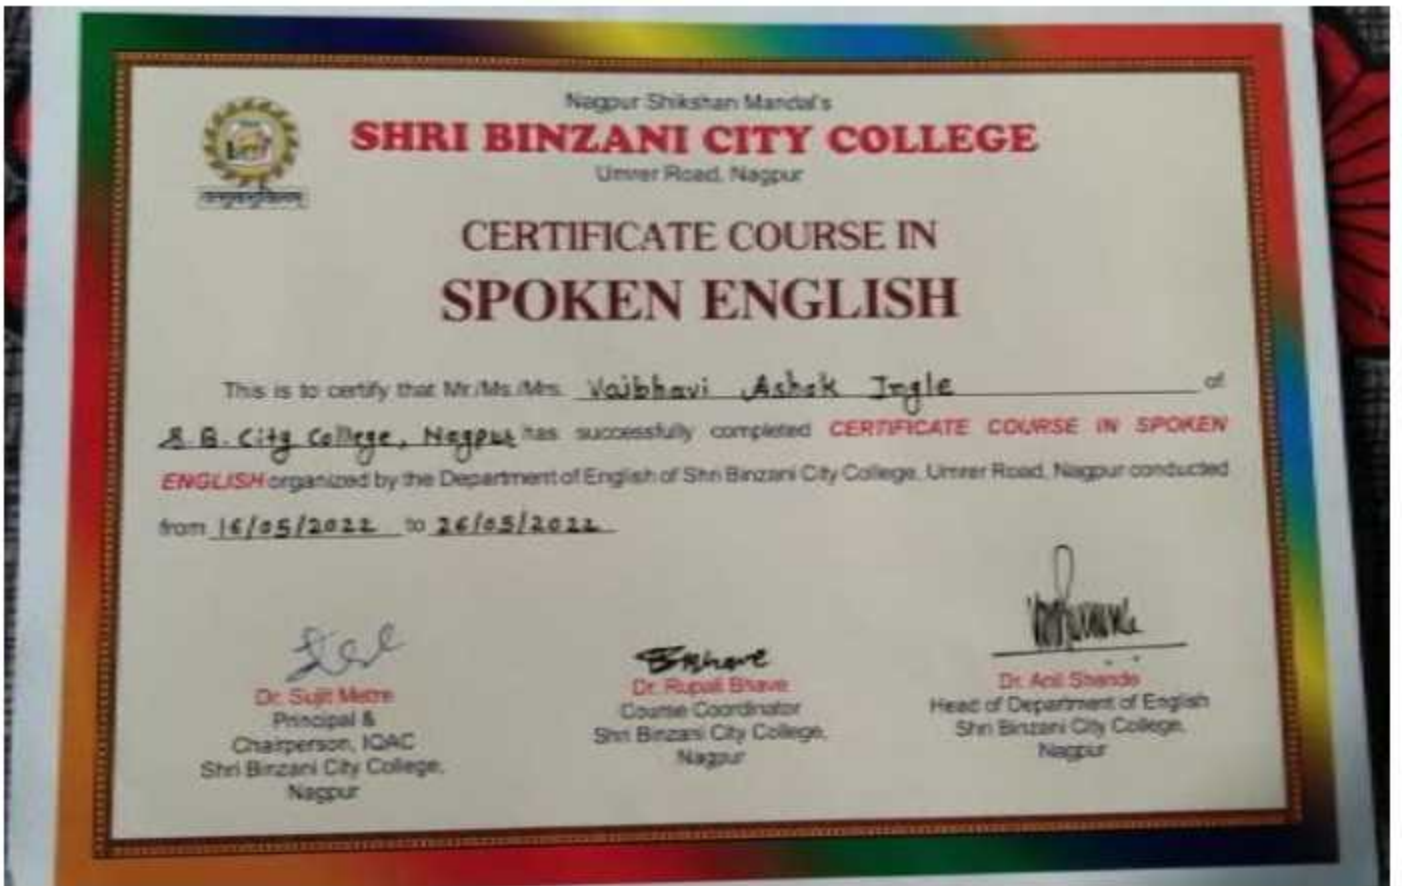 Nagpur Shikshan Mandal's
SHRI BINZANI CITY COLLEGE
Umrer Road, Nagpur
CERTIFICATE COURSE IN
SPOKEN ENGLISH
This is to certify that Mr./Ms./Mrs. Vaibhavi Ashok Ingle of
S.B. City College, Nagpur has successfully completed CERTIFICATE COURSE IN SPOKEN
ENGLISH organized by the Department of English of Shri Binzani City College, Umrer Road, Nagpur conducted
from 16/05/2022 to 26/05/2022
Dr. Sujit Metre
Principal &
Chairperson, IQAC
Shri Binzani City College,
Nagpur
Bhave
Dr. Rupali Bhave
Course Coordinator
Shri Binzani City College,
Nagpur
Dr. Anil Shende
Head of Department of English
Shri Binzani City College,
Nagpur